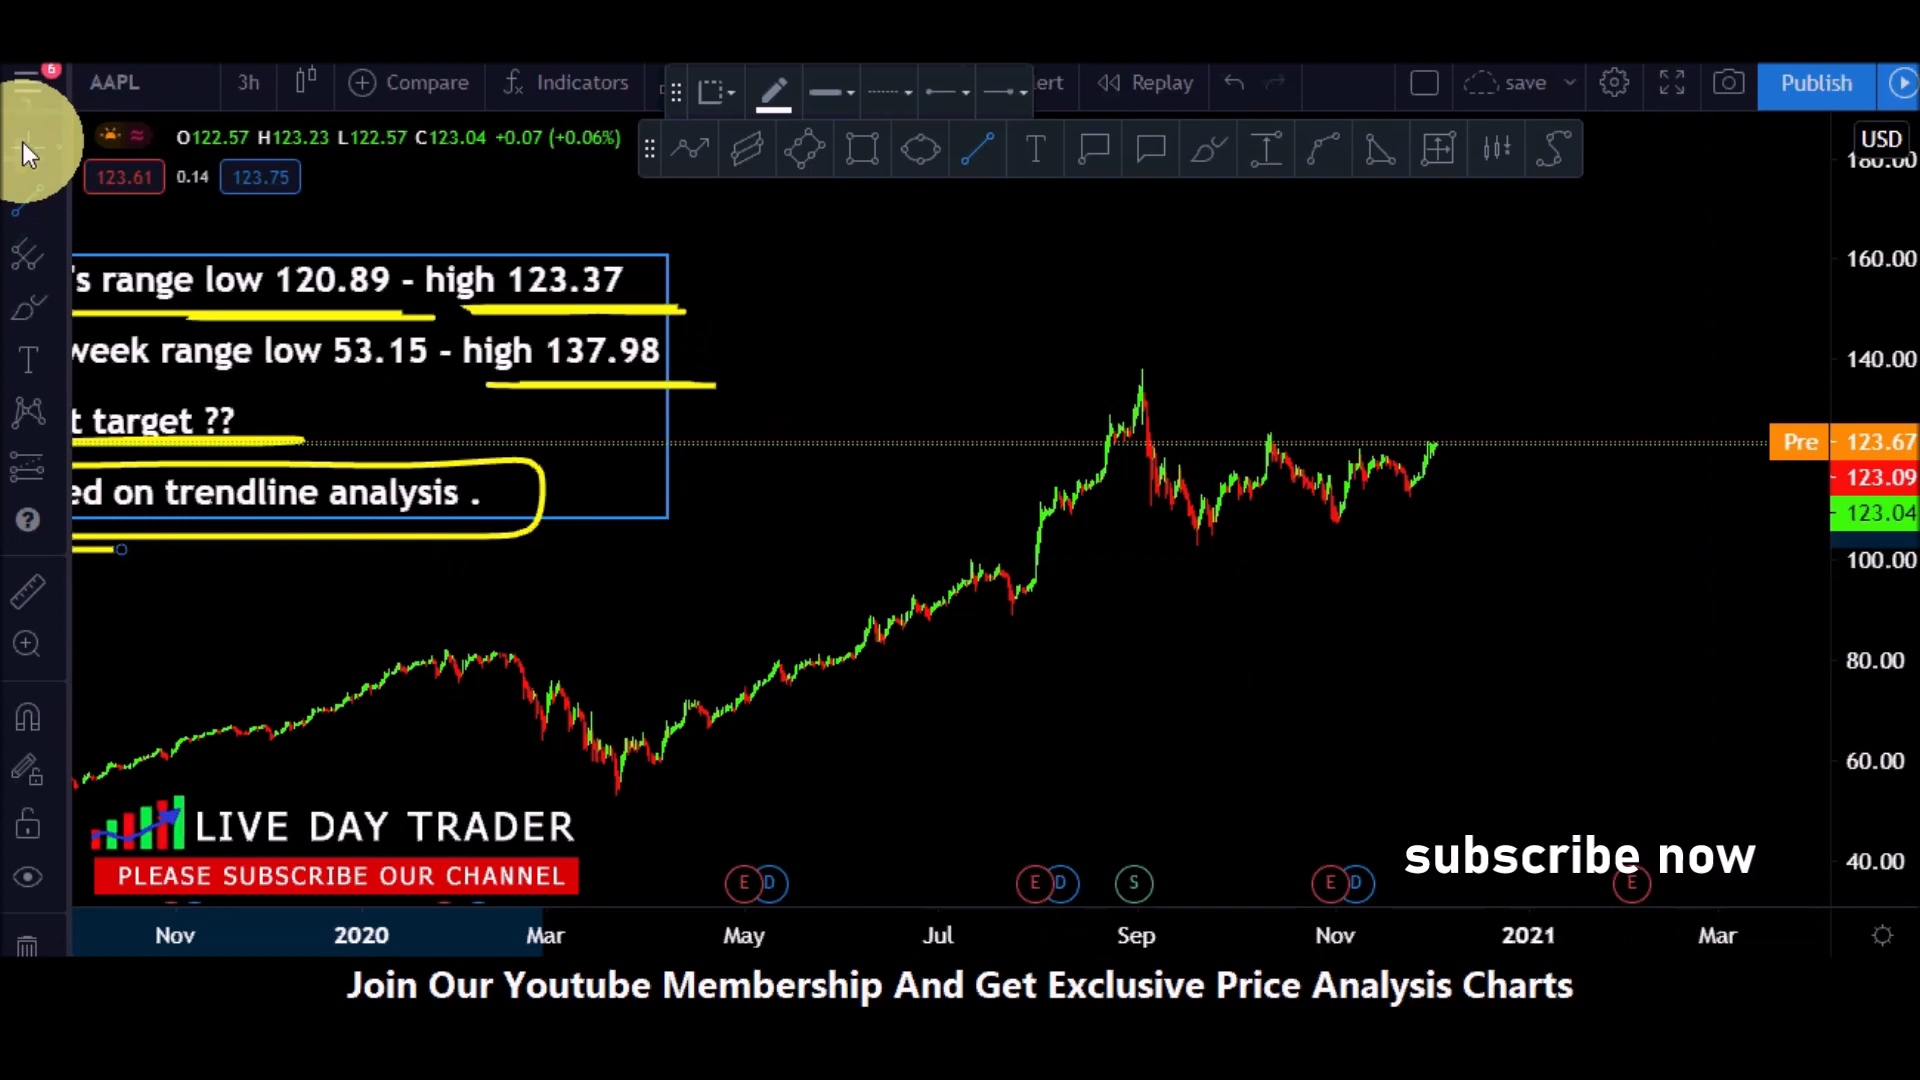 6
AAPL 3h Compare Indicators ert Replay save Publish
O122.57 H123.23 L122.57 C123.04 +0.07 (+0.06%)
USD
180.00
123.61 0.14 123.75
's range low 120.89 - high 123.37
week range low 53.15 - high 137.98
t target ??
ed on trendline analysis .
160.00
140.00
Pre 123.67
123.09
123.04
100.00
80.00
60.00
40.00
LIVE DAY TRADER
PLEASE SUBSCRIBE OUR CHANNEL
subscribe now
E D E D S E D E
Nov 2020 Mar May Jul Sep Nov 2021 Mar
Join Our Youtube Membership And Get Exclusive Price Analysis Charts